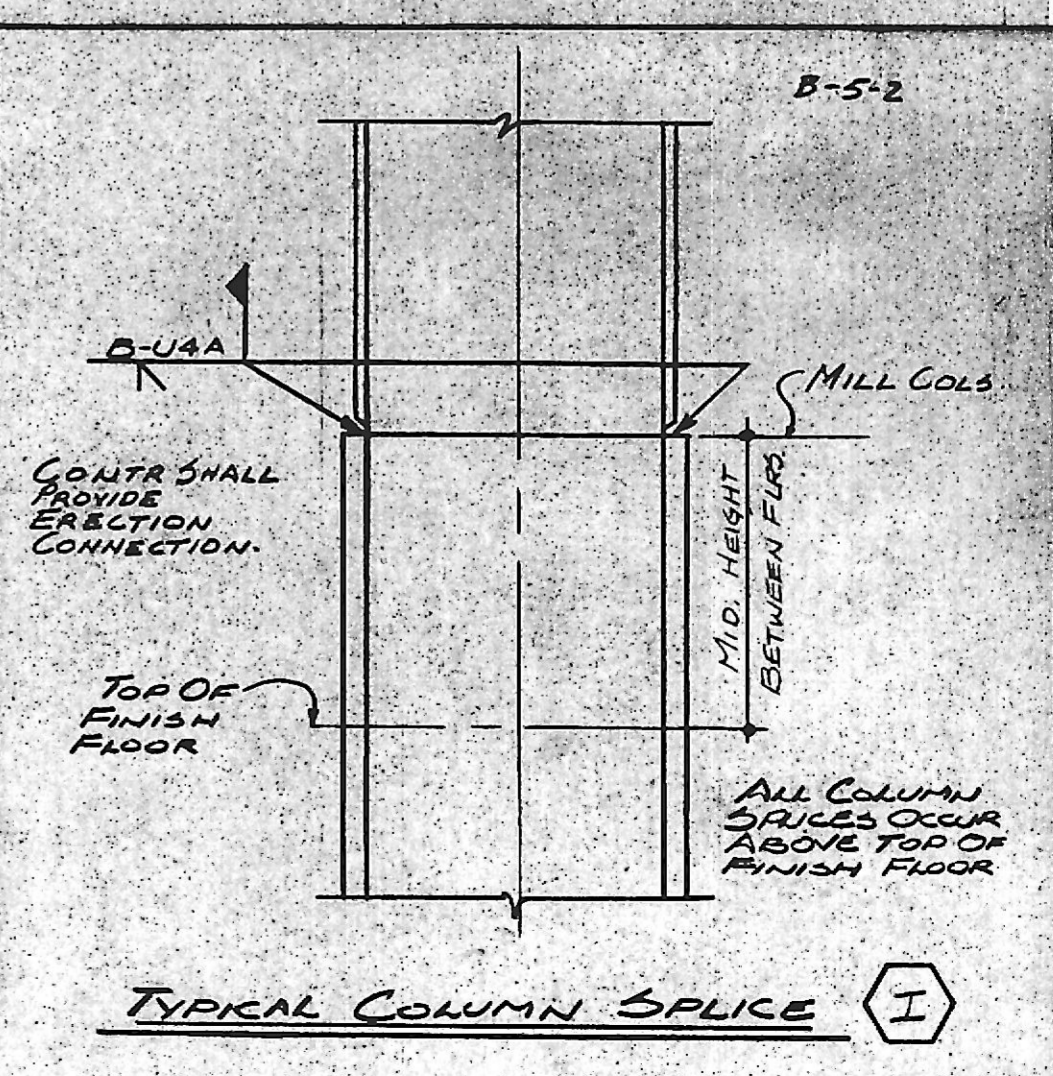 B-5-2
B-U4A
MILL COLS.
CONTR SHALL
PROVIDE
ERECTION
CONNECTION.
MID. HEIGHT
BETWEEN FLRS.
TOP OF
FINISH
FLOOR
ALL COLUMN
SPLICES OCCUR
ABOVE TOP OF
FINISH FLOOR
TYPICAL COLUMN SPLICE I